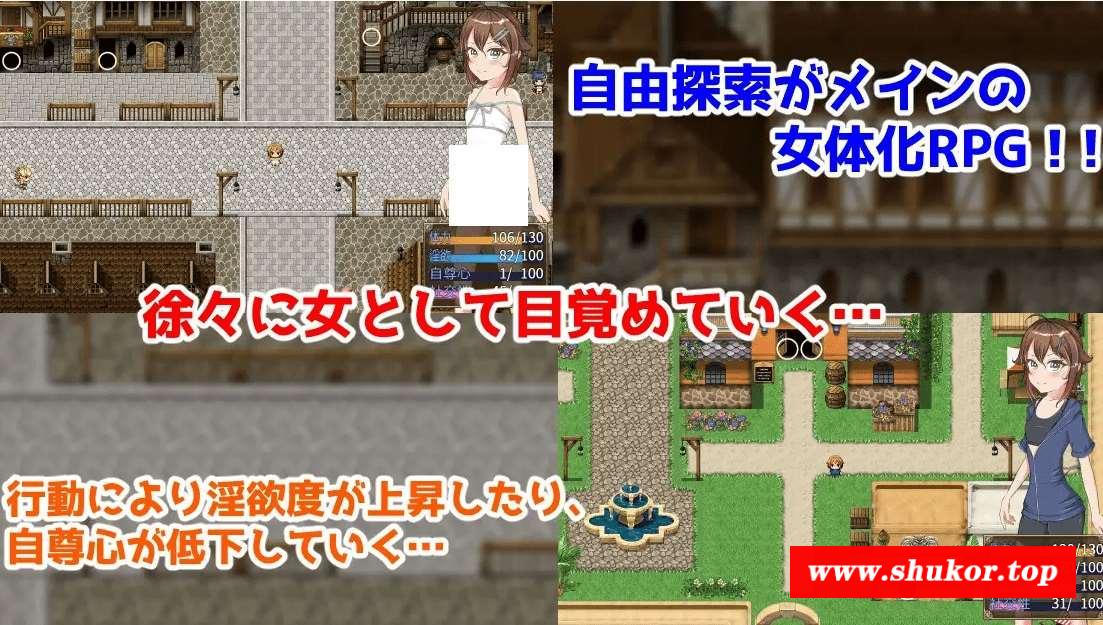 自由探索がメインの
女体化RPG!!
106/130
淫欲 82/100
自尊心 1/ 100
徐々に女として目覚めていく…
行動により淫欲度が上昇したり、
自尊心が低下していく…
www.shukor.top
社交性 31/ 100